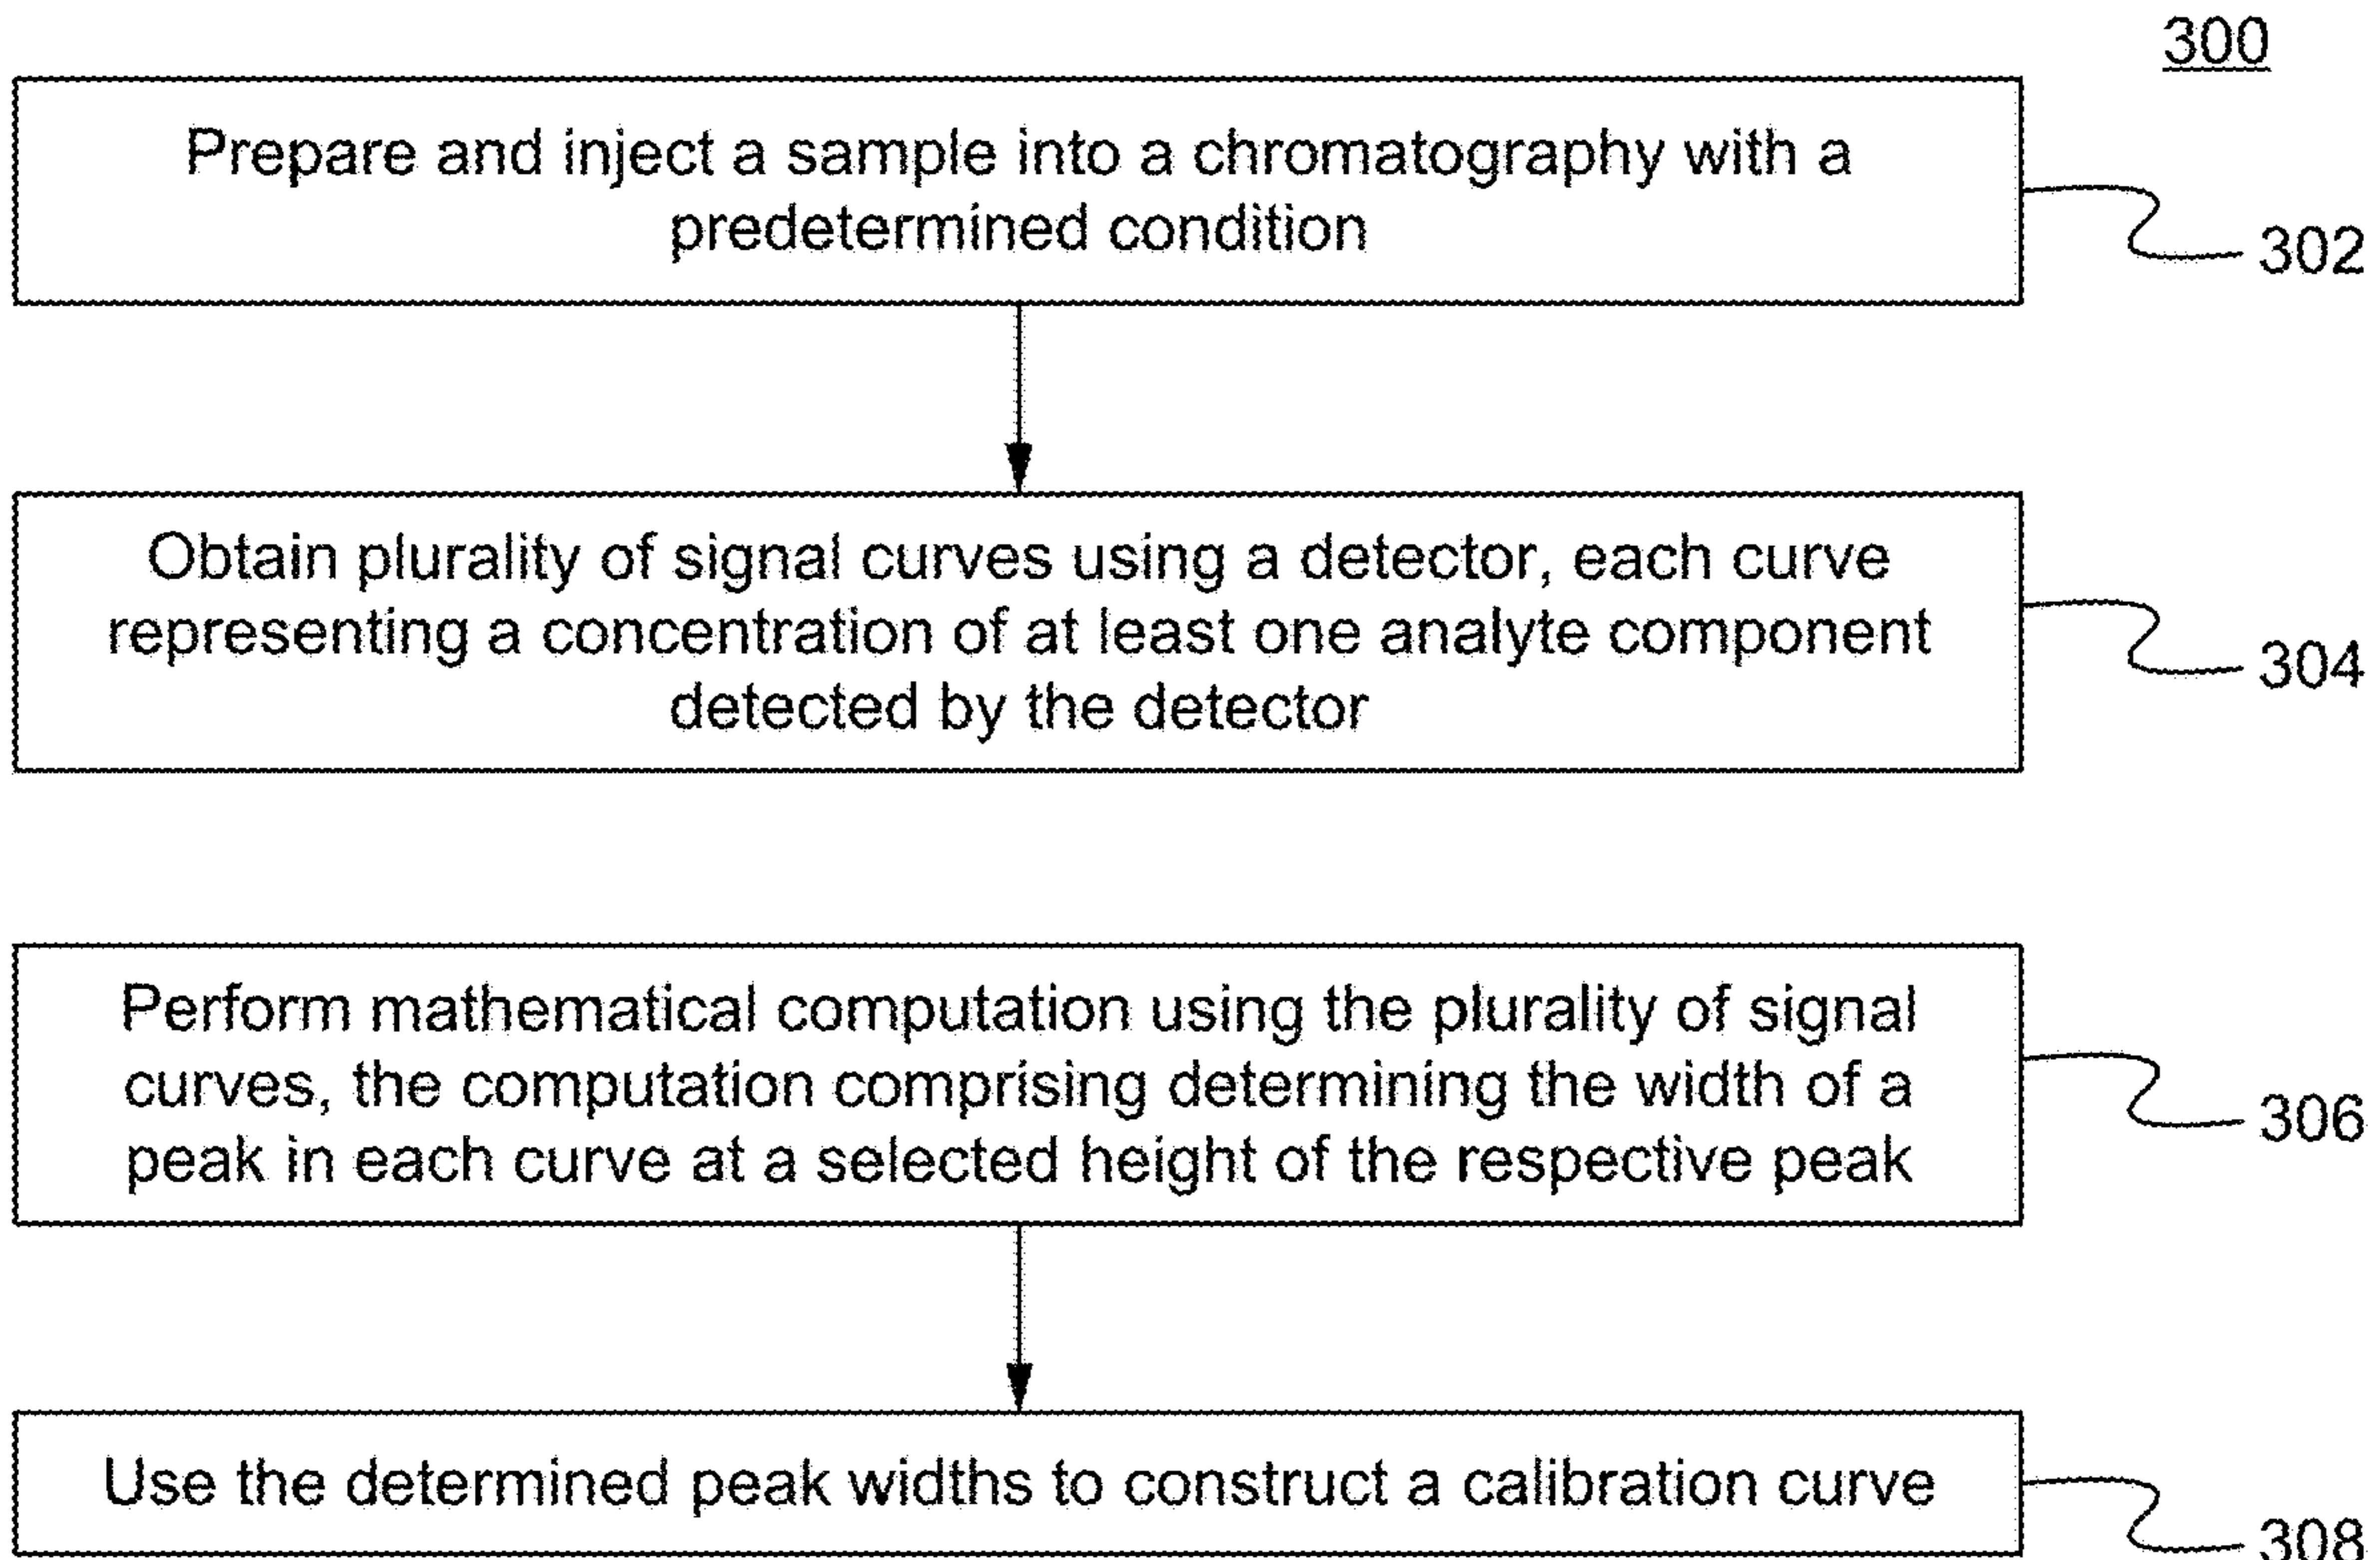 300
Prepare and inject a sample into a chromatography with a
predetermined condition
302
Obtain plurality of signal curves using a detector, each curve
representing a concentration of at least one analyte component
detected by the detector
304
Perform mathematical computation using the plurality of signal
curves, the computation comprising determining the width of a
peak in each curve at a selected height of the respective peak
306
Use the determined peak widths to construct a calibration curve
308